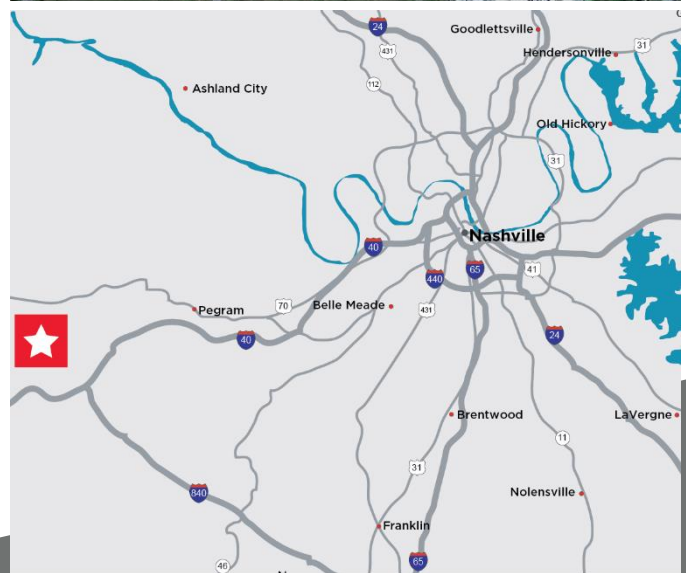 24
Goodlettsville
431
31
Hendersonville
112
Ashland City
Old Hickory
31
Nashville
40
65
440
41
70
Belle Meade
431
Pegram
40
24
Brentwood
LaVergne
11
31
840
Nolensville
Franklin
65
46